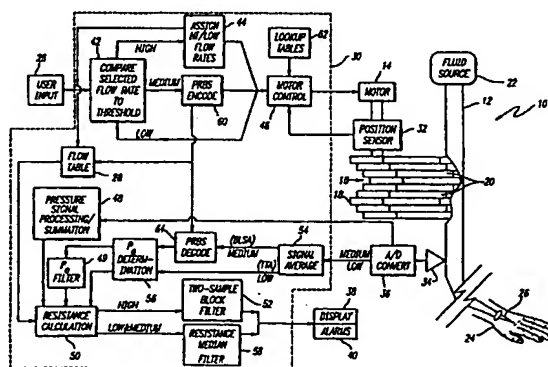 44
ASSIGN
HI/LOW
FLOW
RATES
62
LOOKUP
TABLES
30
14
MOTOR
FLUID
SOURCE
22
12
10
28
USER
INPUT
42
COMPARE
SELECTED
FLOW RATE
TO
THRESHOLD
HIGH
MEDIUM
LOW
PRBS
ENCODE
60
MOTOR
CONTROL
46
POSITION
SENSOR
32
FLOW
TABLE
16
18
20
PRESSURE
SIGNAL
PROCESSING/
SUMMATION
48
64
PRBS
DECODE
(BLSA)
MEDIUM
(TTA)
LOW
54
SIGNAL
AVERAGE
MEDIUM
LOW
A/D
CONVERT
36
34
49
FILTER
DETERM-
INATION
56
RESISTANCE
CALCULATION
50
HIGH
LOW&MEDIUM
TWO-SAMPLE
BLOCK
FILTER
52
RESISTANCE
MEDIAN
FILTER
58
38
DISPLAY
ALARMS
40
26
24